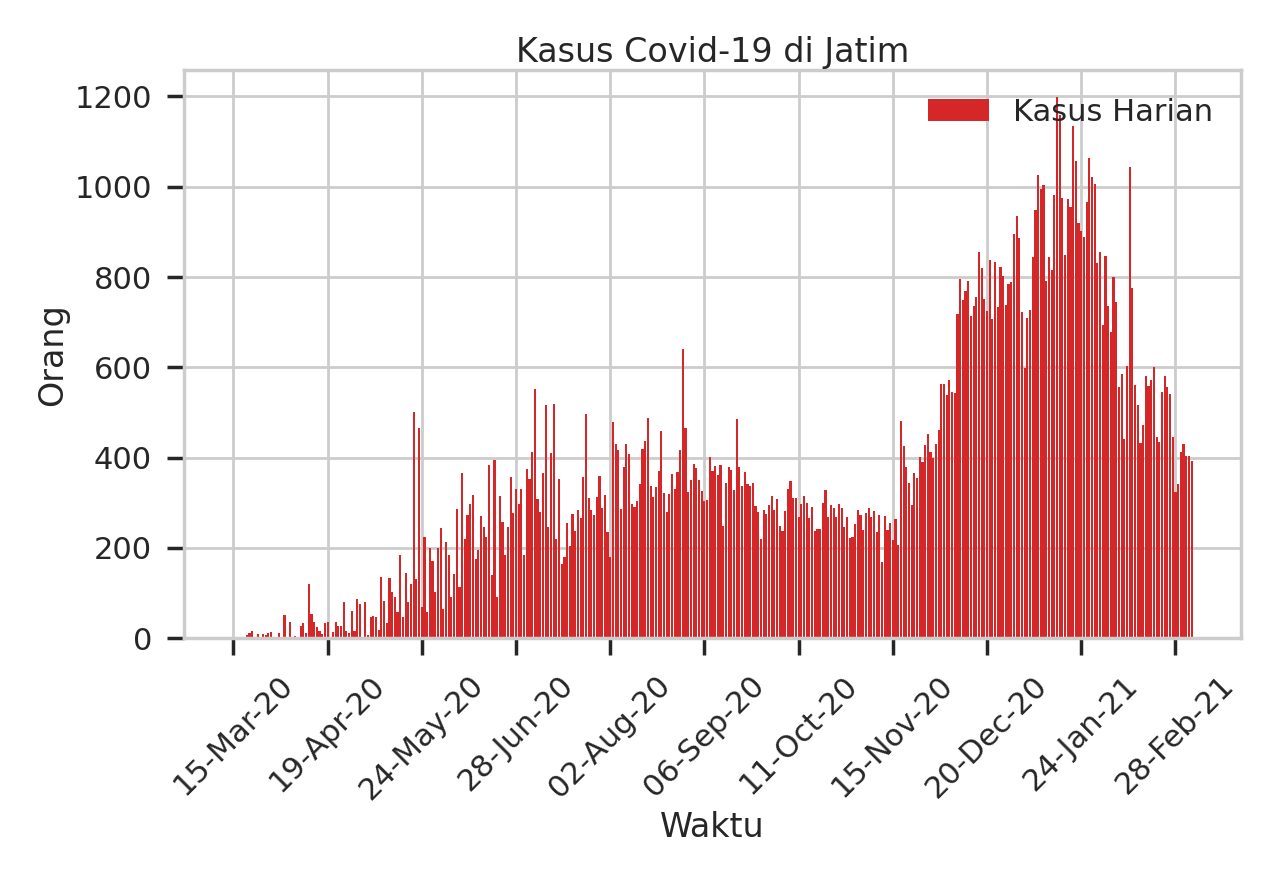 Kasus Covid-19 di Jatim
Kasus Harian
1200
1000
800
600
400
200
0
Orang
15-Mar-20
19-Apr-20
24-May-20
28-Jun-20
02-Aug-20
06-Sep-20
11-Oct-20
15-Nov-20
20-Dec-20
24-Jan-21
28-Feb-21
Waktu